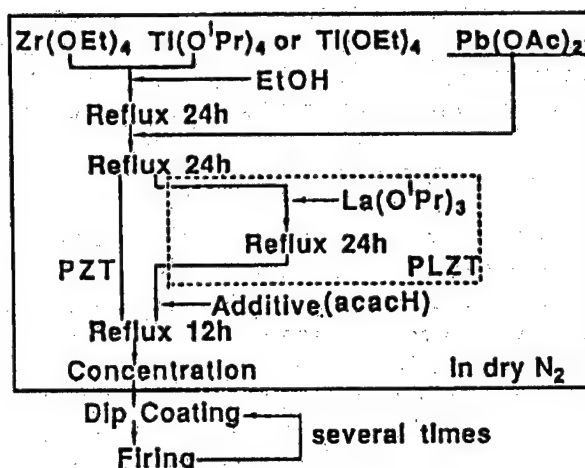 Zr(OEt)4 Tl(OⁱPr)4 or Tl(OEt)4 Pb(OAc)2
EtOH
Reflux 24h
Reflux 24h
La(OⁱPr)3
Reflux 24h
PZT
PLZT
Additive (acacH)
Reflux 12h
Concentration
In dry N2
Dip Coating
several times
Firing